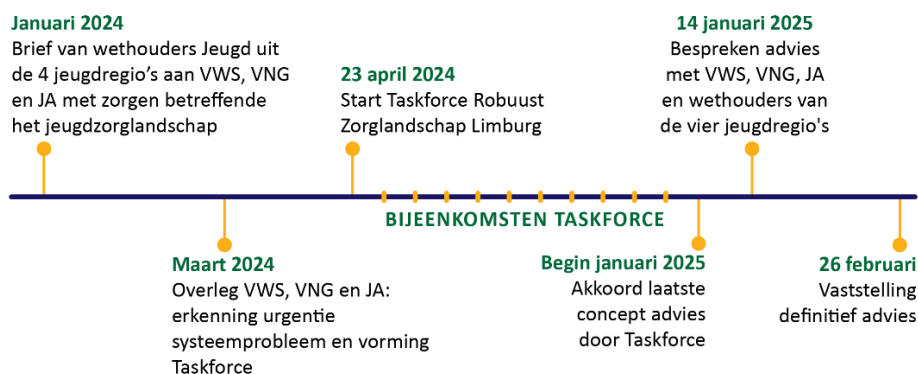 Januari 2024
Brief van wethouders Jeugd uit
de 4 jeugdregio's aan VWS, VNG
en JA met zorgen betreffende
het jeugdzorglandschap
Maart 2024
Overleg VWS, VNG en JA:
erkenning urgentie
systeemprobleem en vorming
Taskforce
23 april 2024
Start Taskforce Robuust
Zorglandschap Limburg
BIJEENKOMSTEN TASKFORCE
Begin januari 2025
Akkoord laatste
concept advies
door Taskforce
14 januari 2025
Bespreken advies
met VWS, VNG, JA
en wethouders van
de vier jeugdregio's
26 februari
Vaststelling
definitief advies